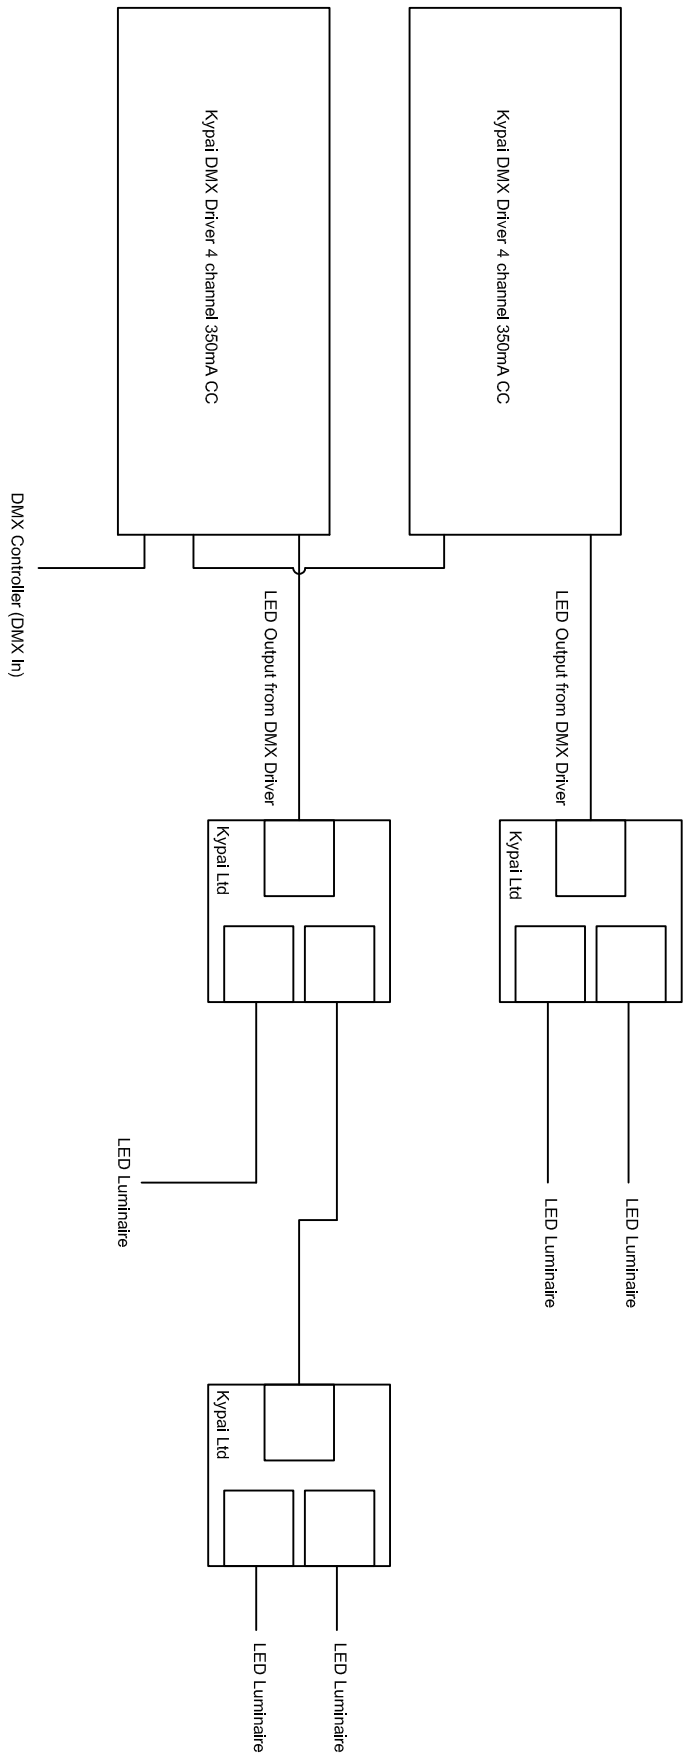 Kypai DMX Driver 4 channel 350mA CC
LED Output from DMX Driver
Kypai Ltd
LED Luminaire
LED Luminaire
Kypai DMX Driver 4 channel 350mA CC
DMX Controller (DMX In)
LED Output from DMX Driver
Kypai Ltd
LED Luminaire
Kypai Ltd
LED Luminaire
LED Luminaire